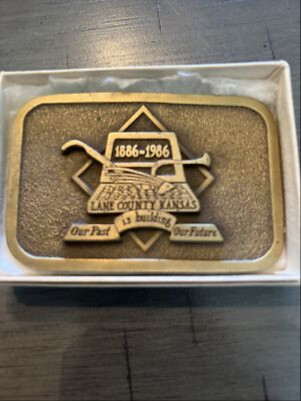 1886-1986
LANE COUNTY KANSAS
Our Past is building Our Future